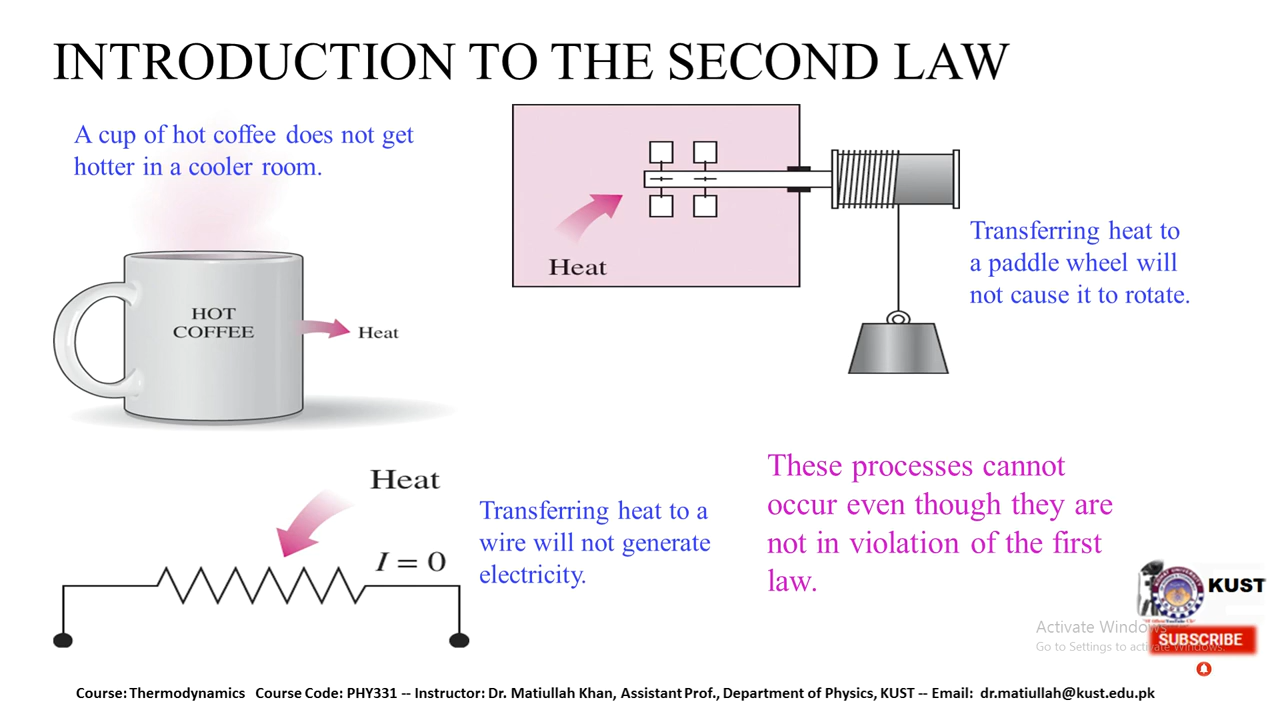 INTRODUCTION TO THE SECOND LAW
A cup of hot coffee does not get
hotter in a cooler room.
HOT
COFFEE
Heat
Heat
Transferring heat to
a paddle wheel will
not cause it to rotate.
Heat
I = 0
Transferring heat to a
wire will not generate
electricity.
These processes cannot
occur even though they are
not in violation of the first
law.
KUST
Activate Windows
Go to Settings to activate Windows.
SUBSCRIBE
Course: Thermodynamics Course Code: PHY331 -- Instructor: Dr. Matiullah Khan, Assistant Prof., Department of Physics, KUST -- Email: dr.matiullah@kust.edu.pk